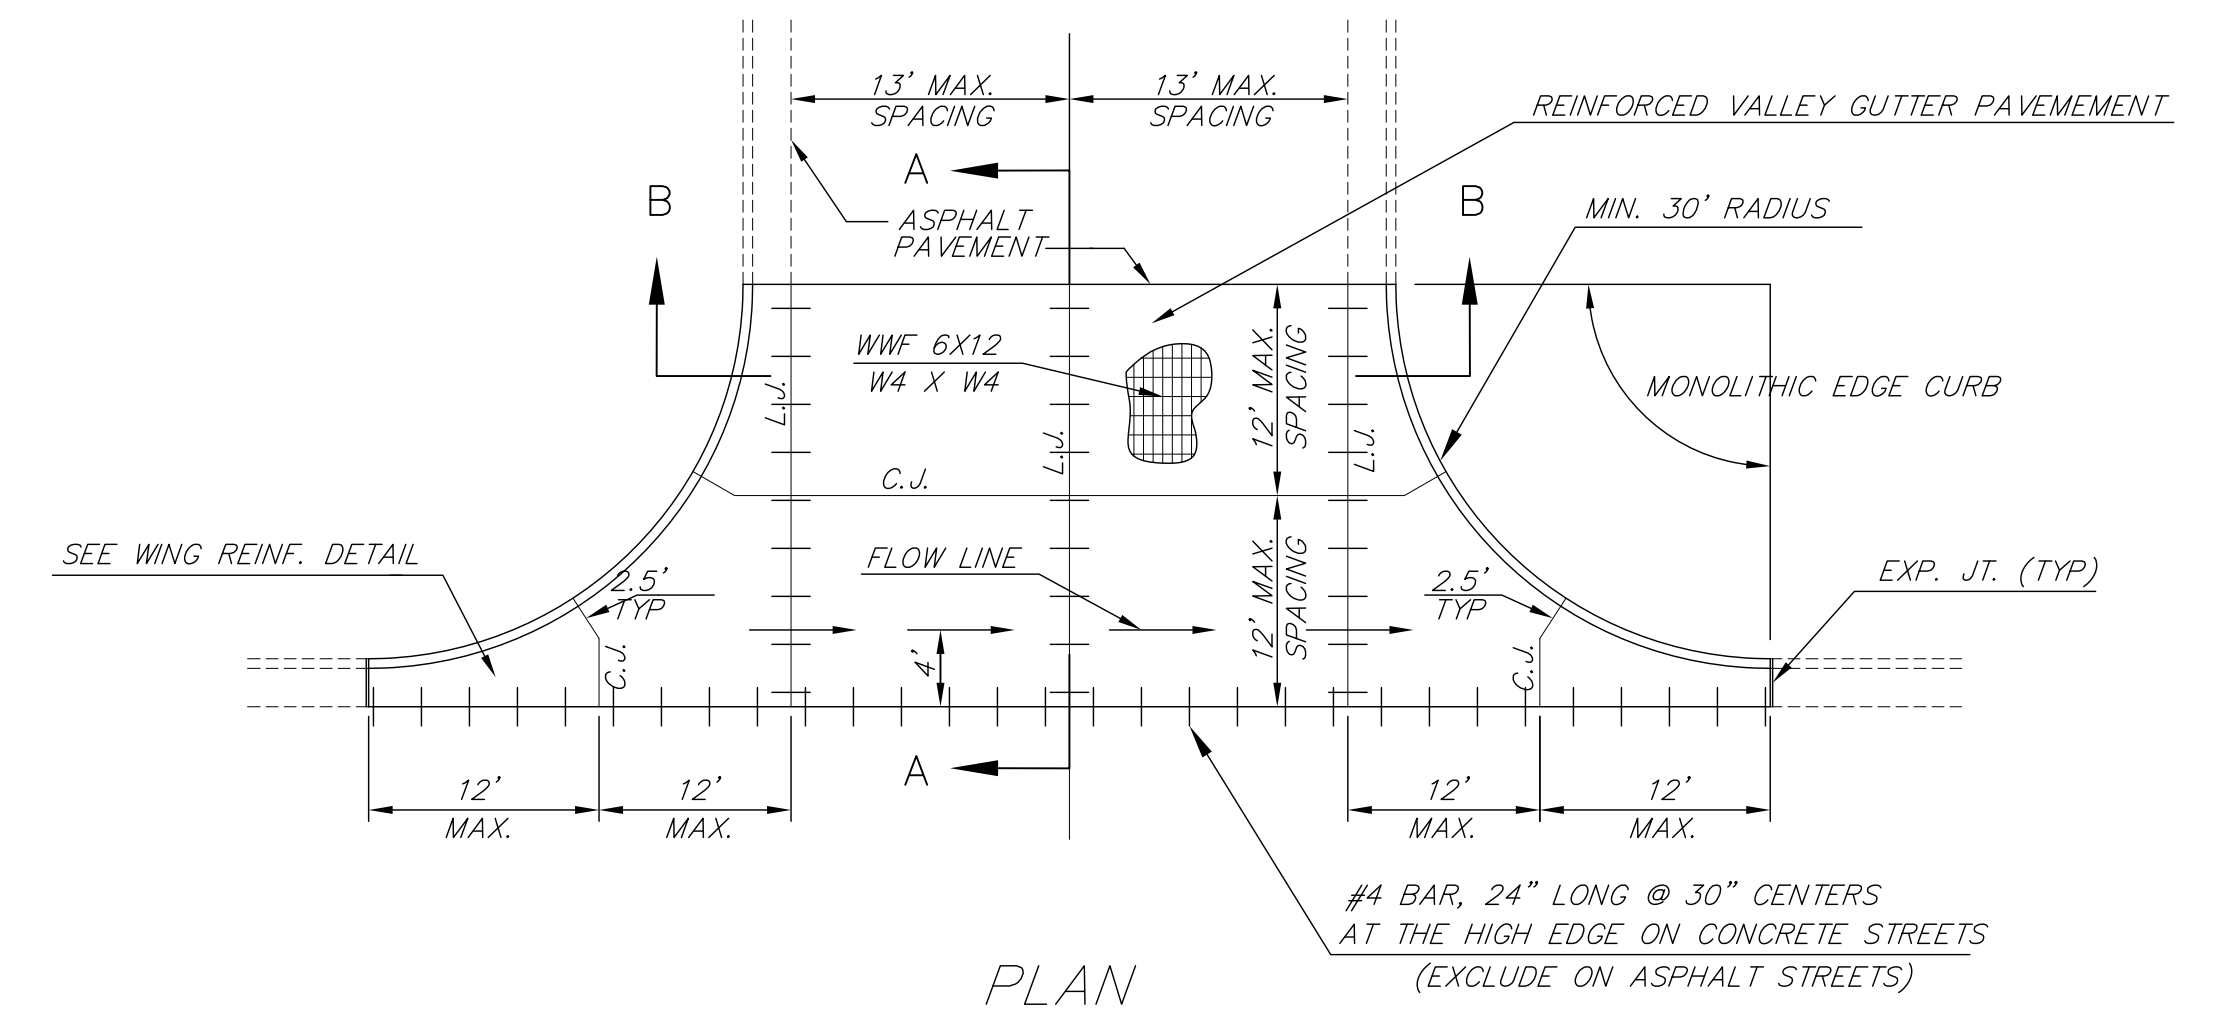 13' MAX.
SPACING
13' MAX.
SPACING
REINFORCED VALLEY GUTTER PAVEMEMENT
A
B
B
ASPHALT
PAVEMENT
MIN. 30' RADIUS
WWF 6X12
W4 X W4
L.J.
12' MAX.
SPACING
MONOLITHIC EDGE CURB
L.J.
L.J.
C.J.
SEE WING REINF. DETAIL
FLOW LINE
2.5'
TYP
12' MAX.
SPACING
2.5'
TYP
EXP. JT. (TYP)
C.J.
4'
C.J.
A
12'
MAX.
12'
MAX.
12'
MAX.
12'
MAX.
#4 BAR, 24" LONG @ 30" CENTERS
AT THE HIGH EDGE ON CONCRETE STREETS
(EXCLUDE ON ASPHALT STREETS)
PLAN